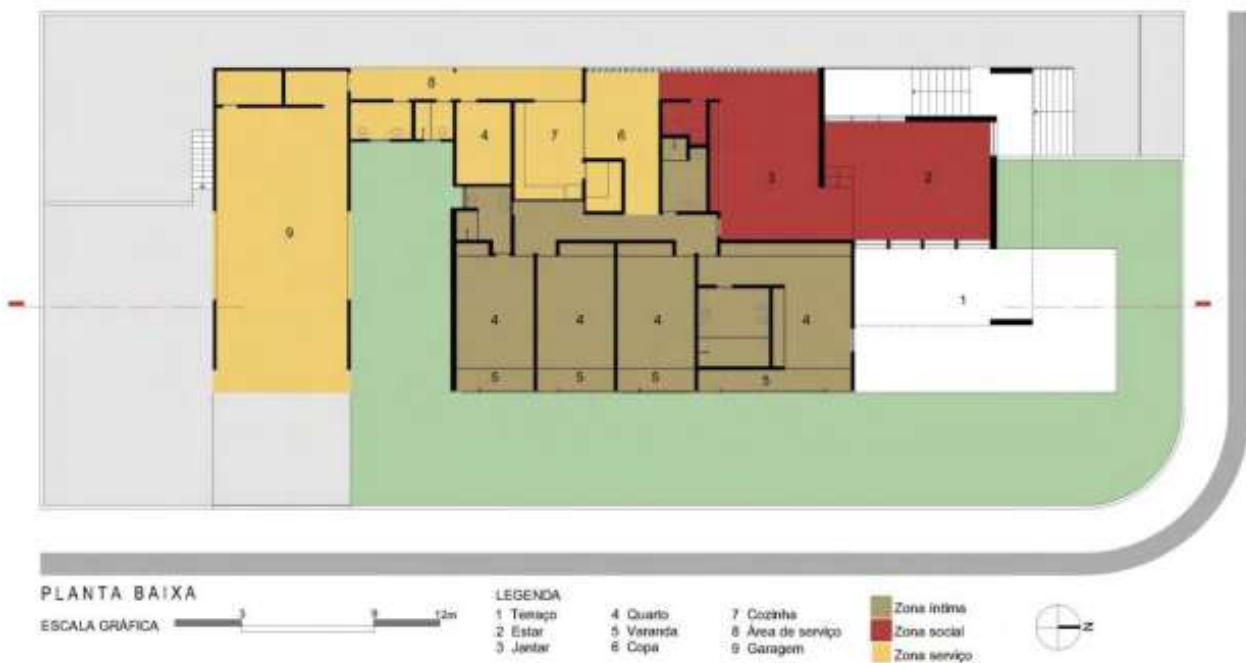 8
4
7
6
3
2
9
1
4
4
4
4
5
5
5
5
PLANTA BAIXA
ESCALA GRÁFICA
3 9 12m
LEGENDA
1 Terraço
2 Estar
3 Jantar
4 Quarto
5 Varanda
6 Copa
7 Cozinha
8 Área de serviço
9 Garagem
Zona íntima
Zona social
Zona serviço
N